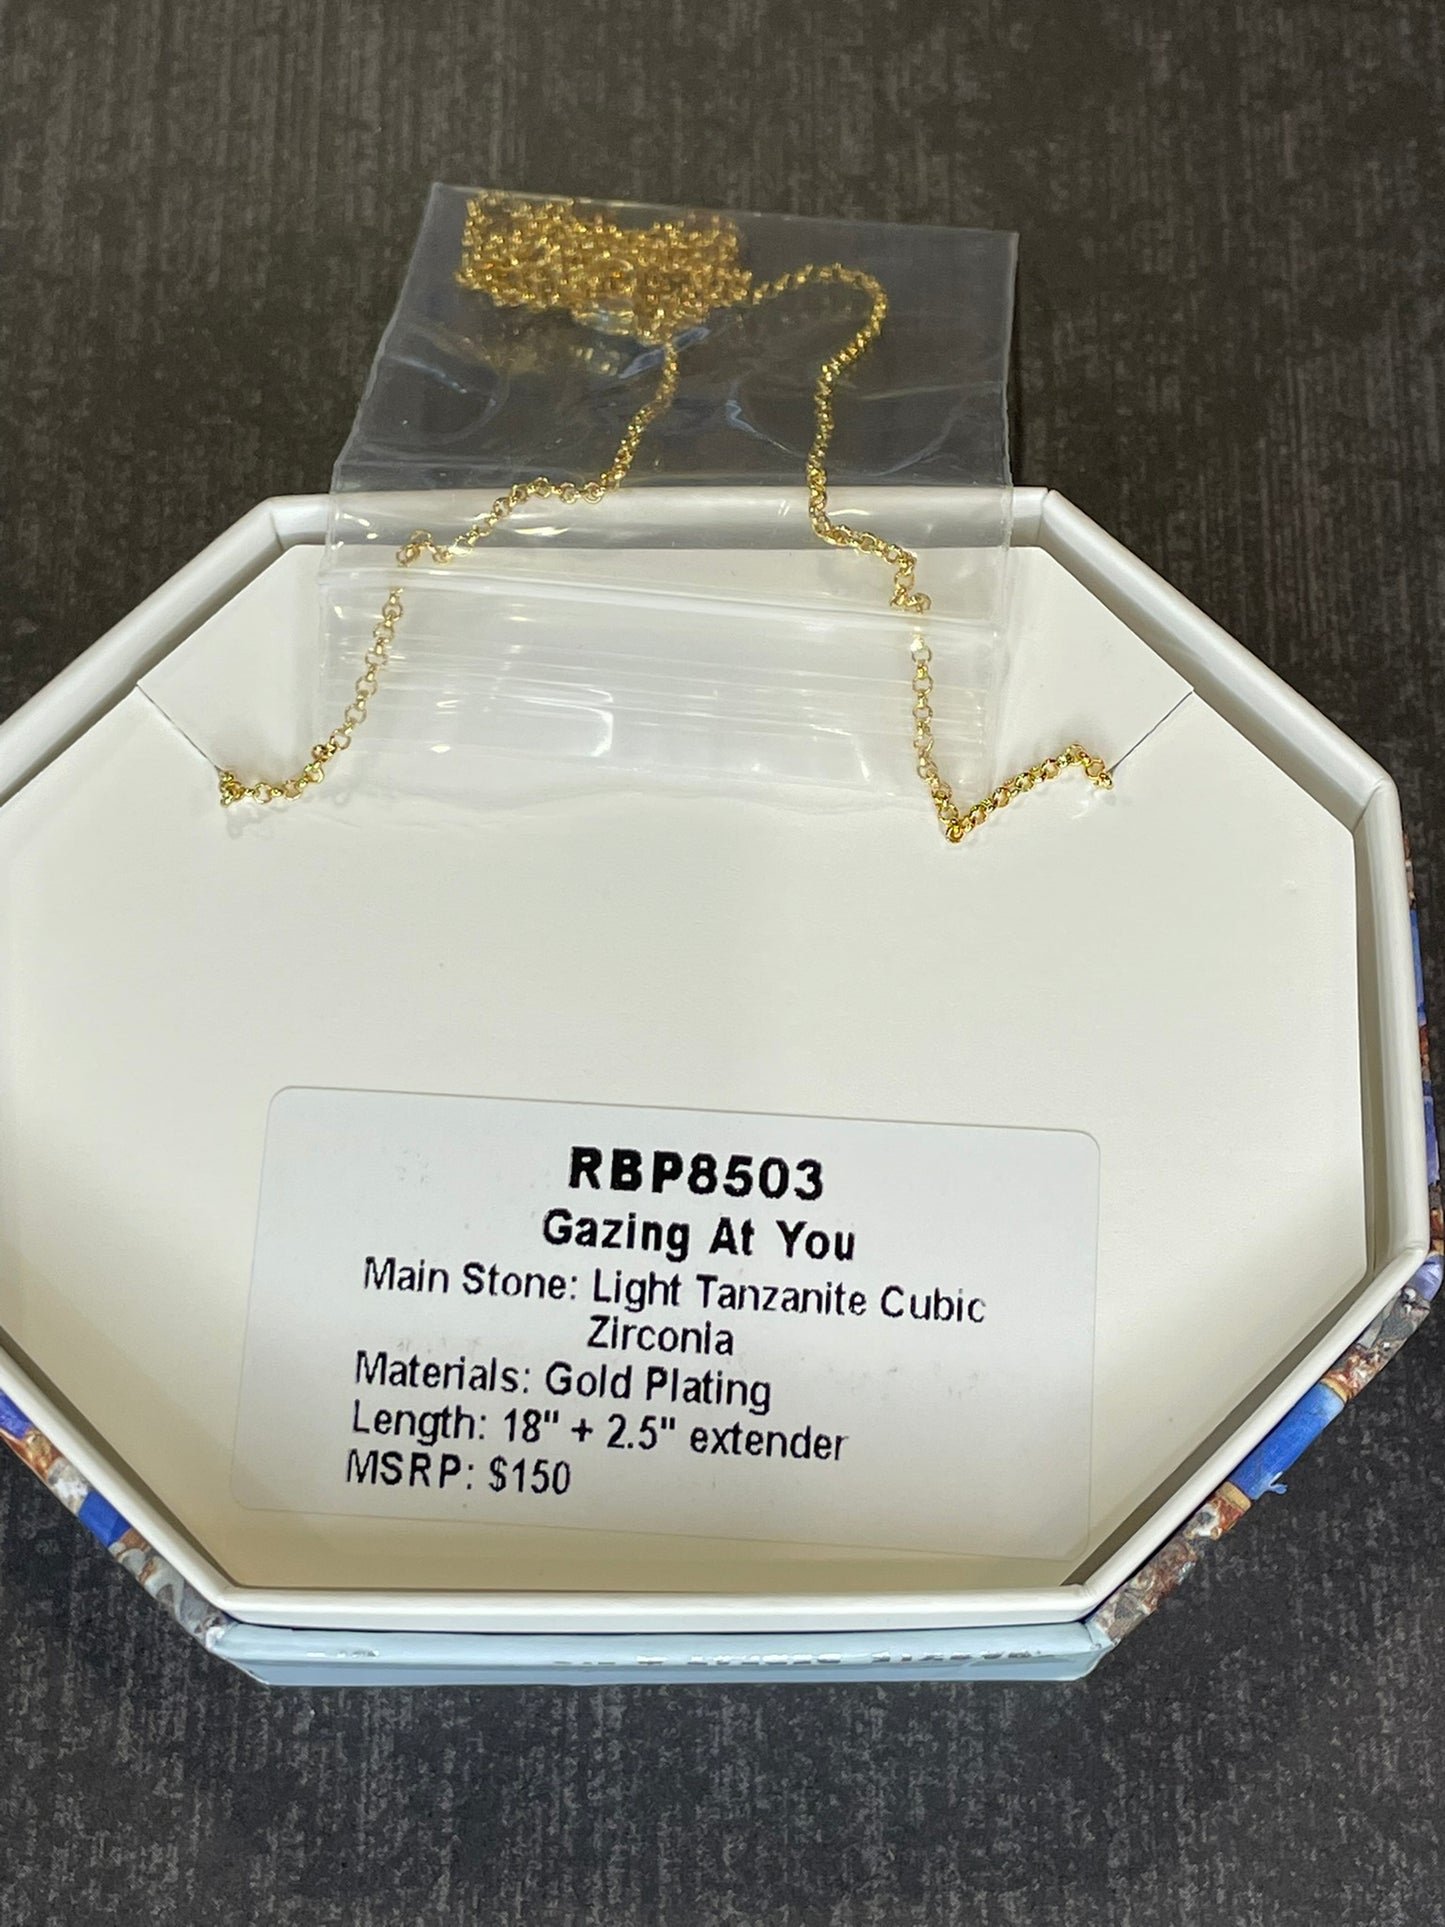 RBP8503
Gazing At You
Main Stone: Light Tanzanite Cubic
Zirconia
Materials: Gold Plating
Length: 18" + 2.5" extender
MSRP: $150